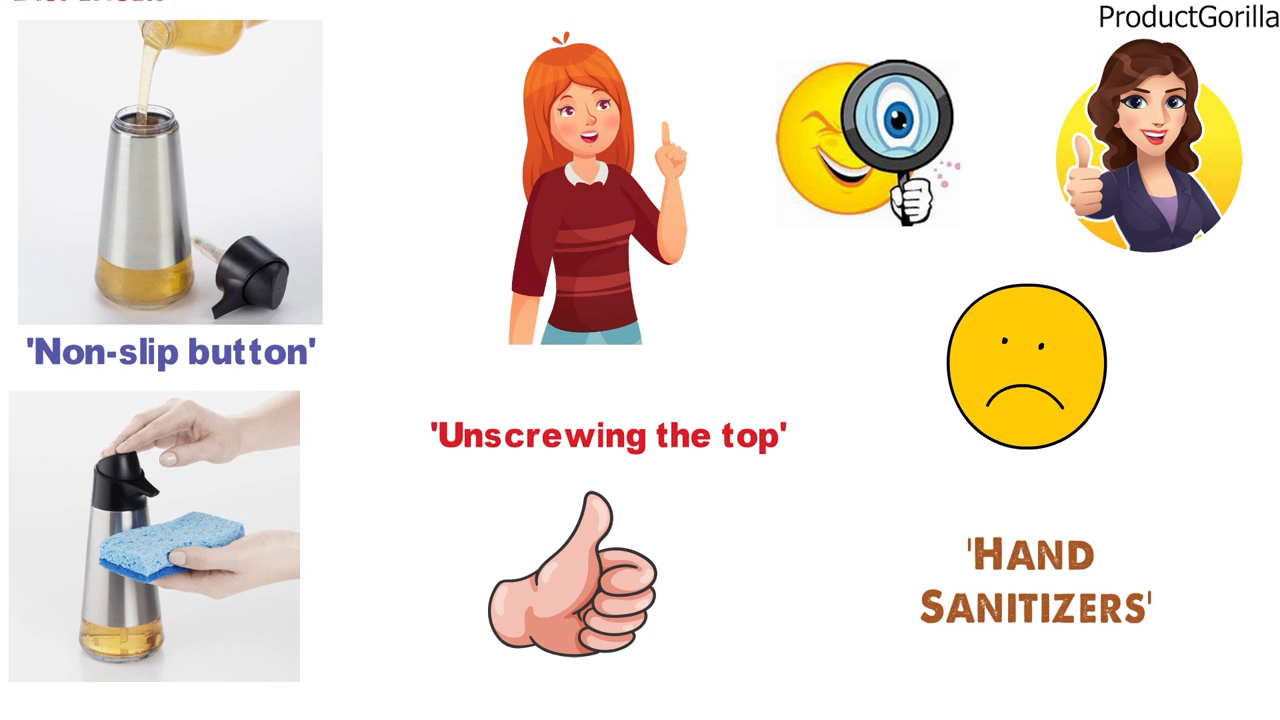 ProductGorilla
'Non-slip button'
'Unscrewing the top'
'HAND
SANITIZERS'